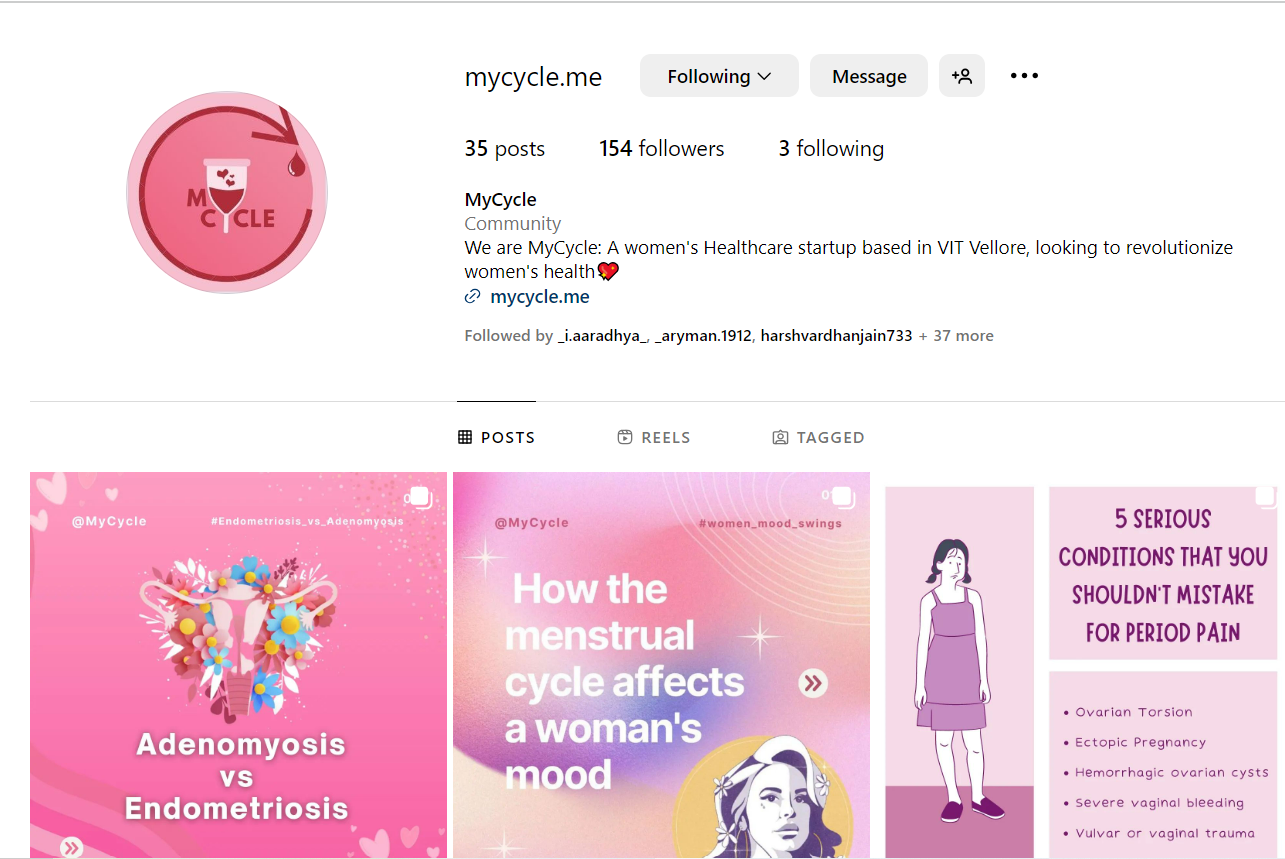 mycycle.me
Following
Message
35 posts
154 followers
3 following
MyCycle
Community
We are MyCycle: A women's Healthcare startup based in VIT Vellore, looking to revolutionize
women's health💖
mycycle.me
Followed by _i.aaradhya_, _aryman.1912, harshvardhanjain733 + 37 more
POSTS
REELS
TAGGED
M
CYCLE
@MyCycle
#Endometriosis_vs_Adenomyosis
Adenomyosis
vs
Endometriosis
@MyCycle
#women_mood_swings
How the
menstrual
cycle affects
a woman's
mood
5 SERIOUS
CONDITIONS THAT YOU
SHOULDN'T MISTAKE
FOR PERIOD PAIN
• Ovarian Torsion
• Ectopic Pregnancy
• Hemorrhagic ovarian cysts
• Severe vaginal bleeding
• Vulvar or vaginal trauma